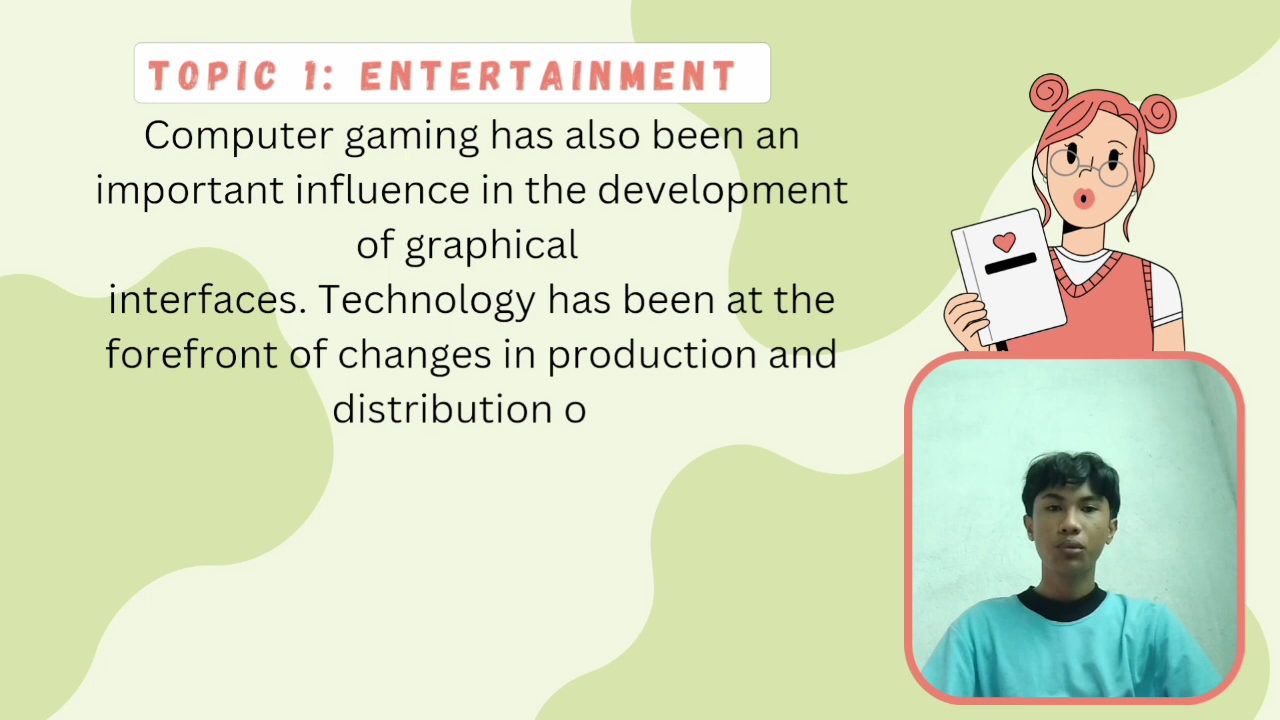 TOPIC 1: ENTERTAINMENT
Computer gaming has also been an
important influence in the development
of graphical
interfaces. Technology has been at the
forefront of changes in production and
distribution o